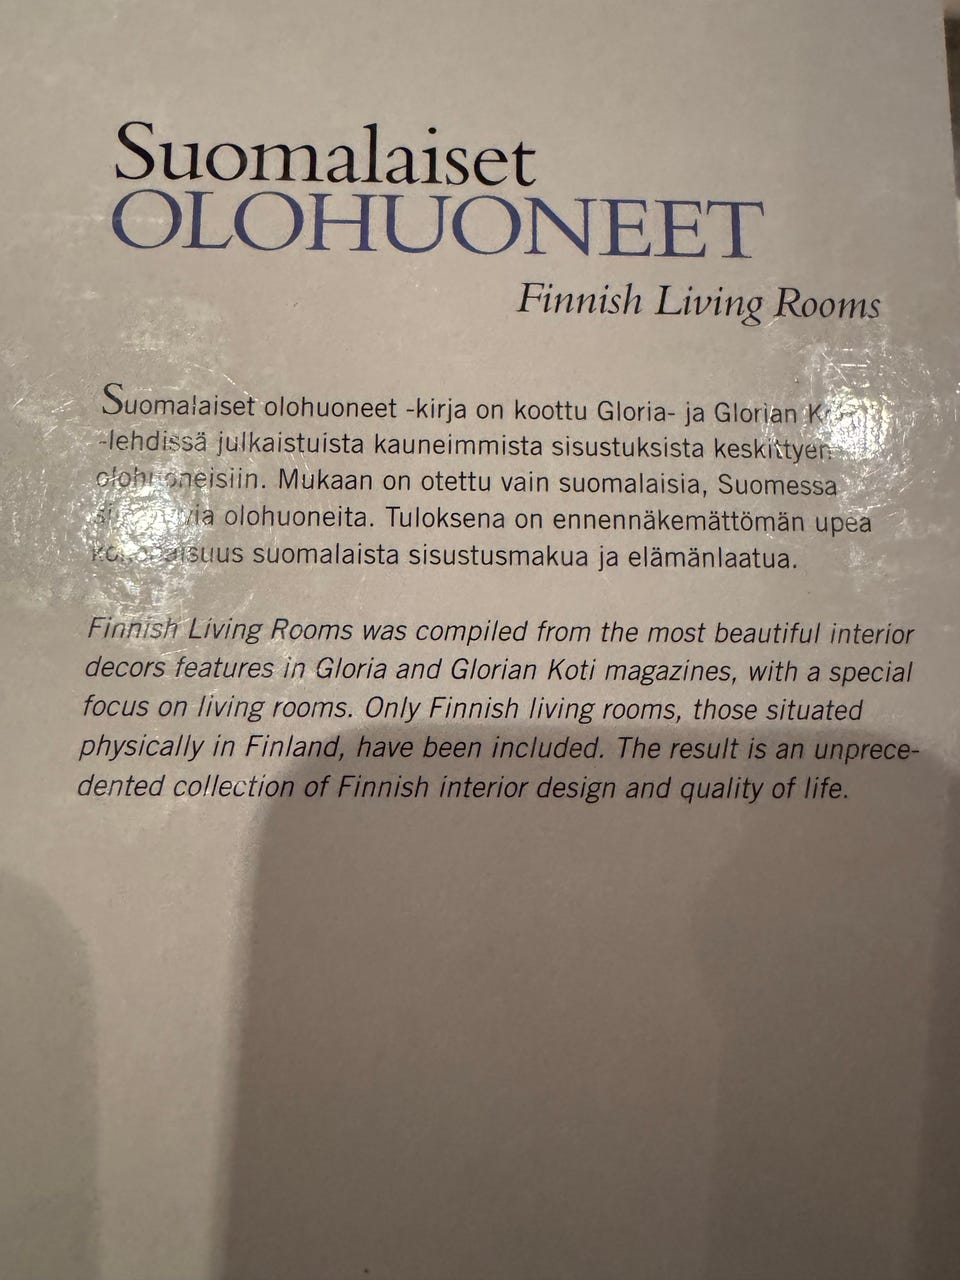 Suomalaiset
OLOHUONEET
Finnish Living Rooms
Suomalaiset olohuoneet -kirja on koottu Gloria- ja Glorian
-lehdissä julkaistuista kauneimmista sisustuksista keskittyen
olohuoneisiin. Mukaan on otettu vain suomalaisia, Suomessa
olohuoneita. Tuloksena on ennennäkemättömän upea
kokonaisuus suomalaista sisustusmakua ja elämänlaatua.
Finnish Living Rooms was compiled from the most beautiful interior
decors features in Gloria and Glorian Koti magazines, with a special
focus on living rooms. Only Finnish living rooms, those situated
physically in Finland, have been included. The result is an unprece-
dented collection of Finnish interior design and quality of life.